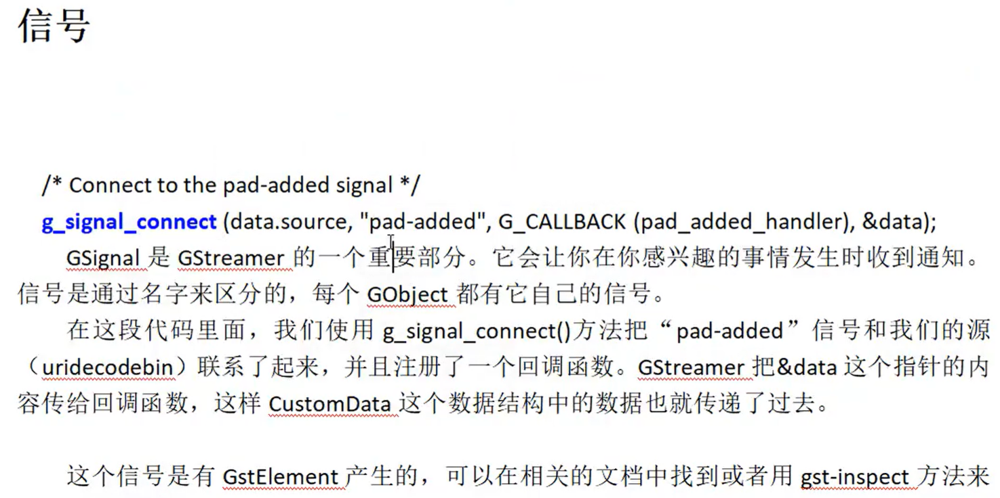 信号
/* Connect to the pad-added signal */
g_signal_connect (data.source, "pad-added", G_CALLBACK (pad_added_handler), &data);
GSignal 是 GStreamer 的一个重要部分。它会让你在你感兴趣的事情发生时收到通知。
信号是通过名字来区分的，每个 GObject 都有它自己的信号。
在这段代码里面，我们使用 g_signal_connect()方法把“pad-added”信号和我们的源
（uridecodebin）联系了起来，并且注册了一个回调函数。GStreamer 把&data 这个指针的内
容传给回调函数，这样 CustomData 这个数据结构中的数据也就传递了过去。
这个信号是有 GstElement 产生的，可以在相关的文档中找到或者用 gst-inspect 方法来